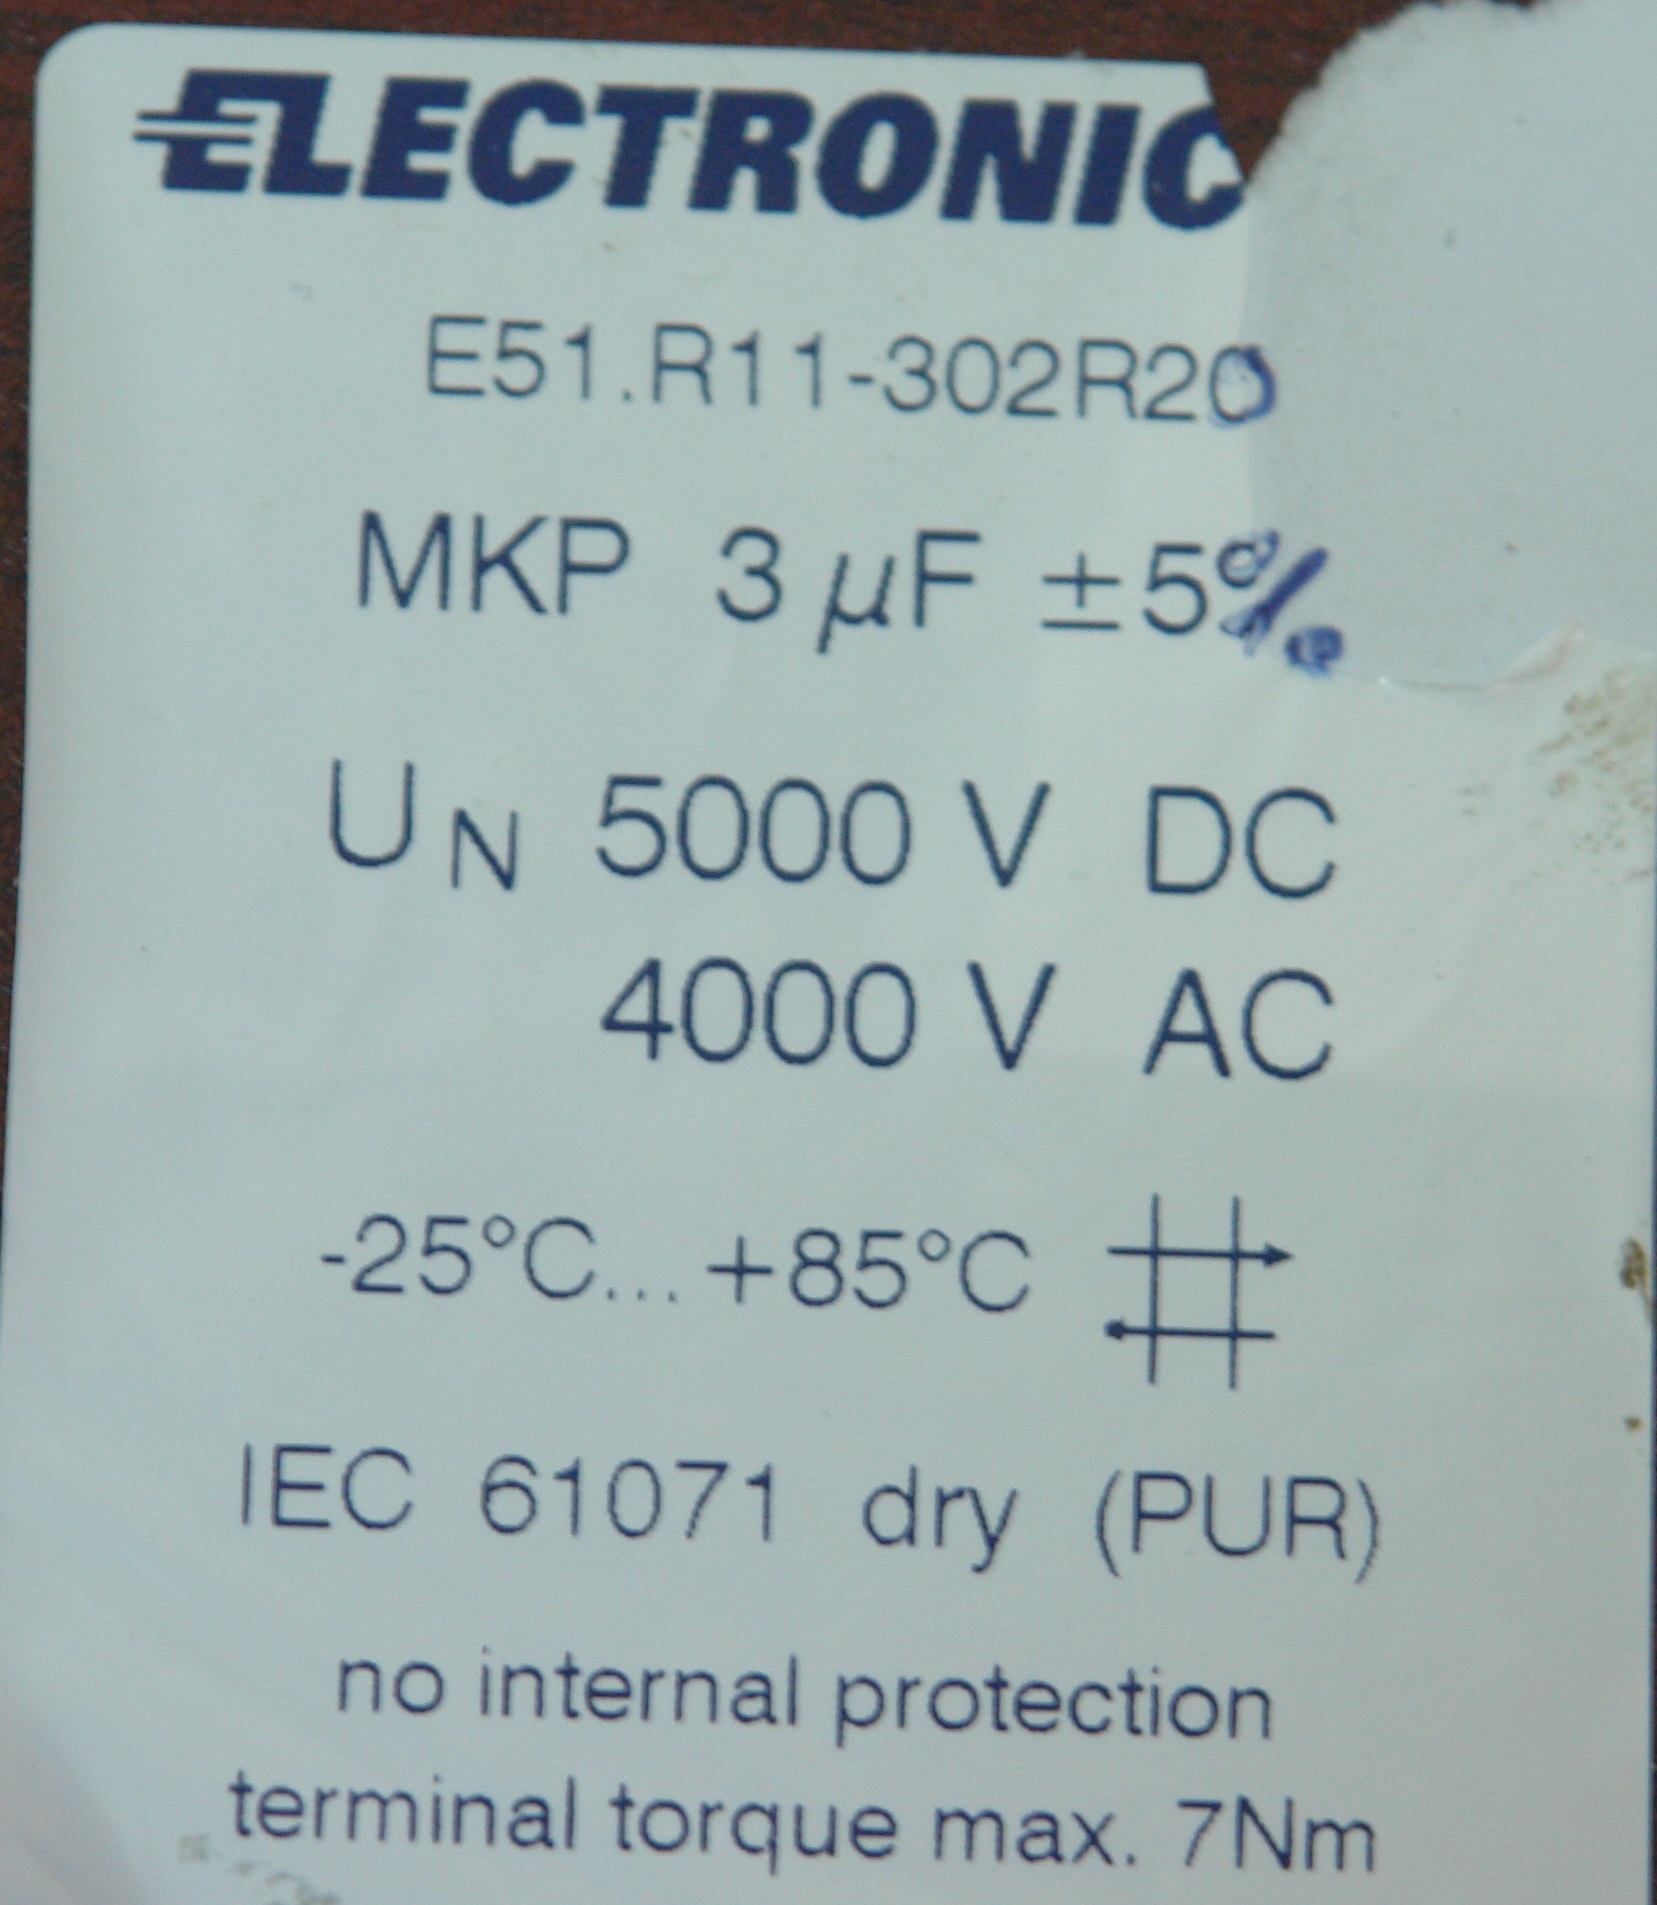 ELECTRONIC
E51.R11-302R20
MKP 3 µF ±5%
UN 5000 V DC
4000 V AC
-25°C...+85°C
IEC 61071 dry (PUR)
no internal protection
terminal torque max. 7Nm